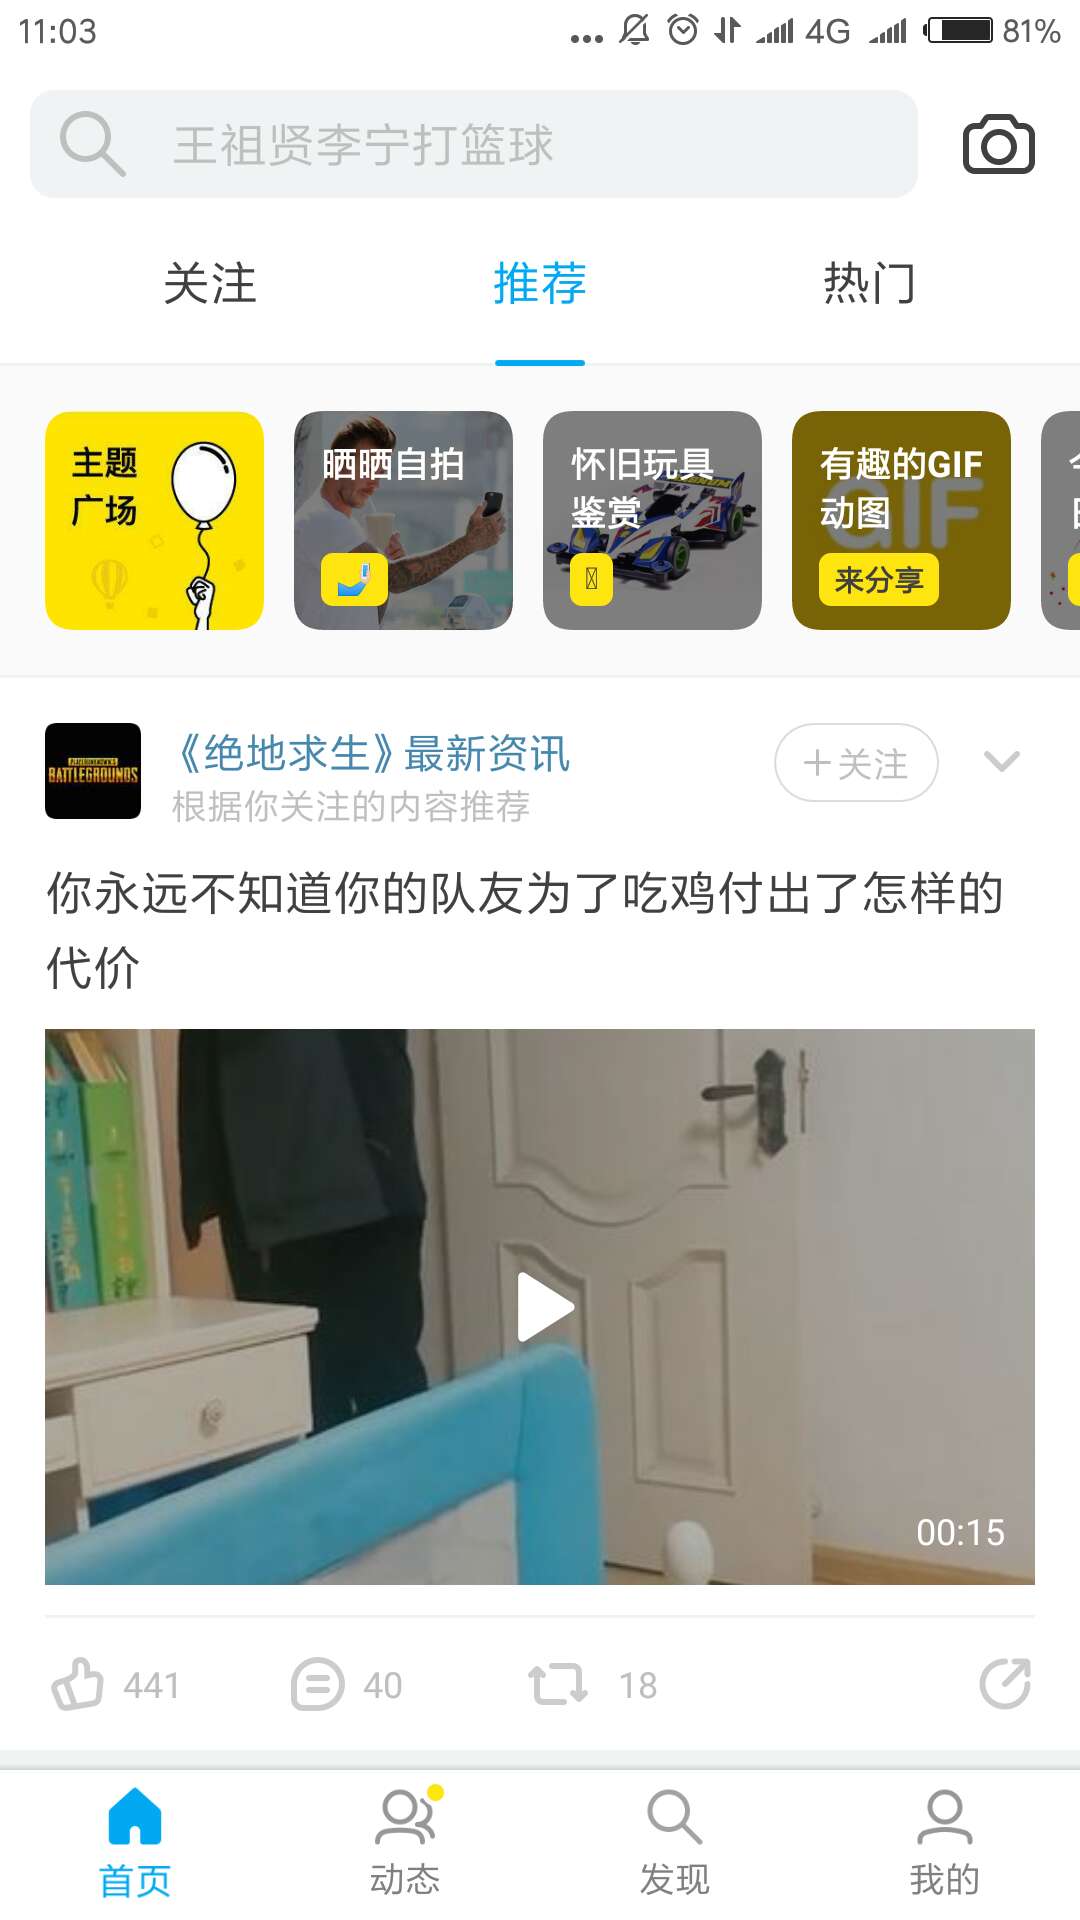 11:03
4G
81%
王祖贤李宁打篮球
关注
推荐
热门
主题
广场
晒晒自拍
怀旧玩具
鉴赏
有趣的GIF
动图
来分享
GIF
PLAYERUNKNOWN'S
BATTLEGROUNDS
《绝地求生》最新资讯
根据你关注的内容推荐
+关注
你永远不知道你的队友为了吃鸡付出了怎样的
代价
00:15
441
40
18
首页
动态
发现
我的